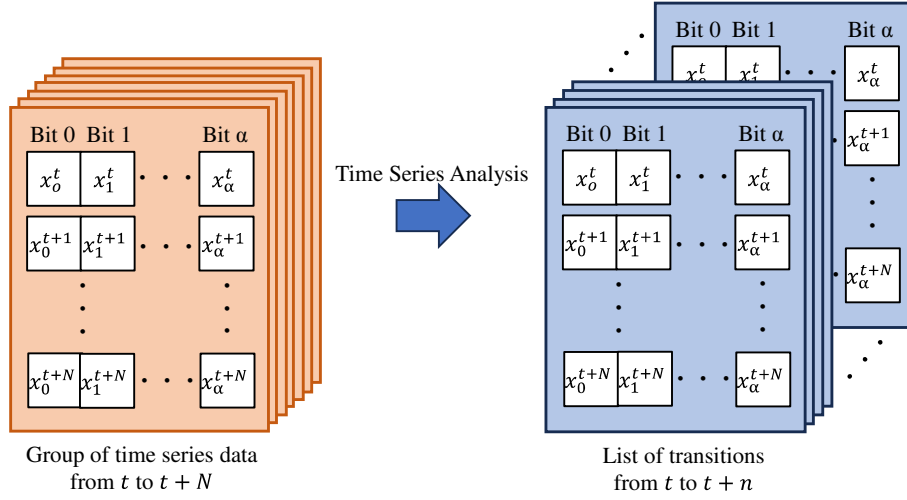 Bit 0 Bit 1 Bit α
x_o^t x_1^t · · · x_α^t
x_α^{t+1}
x_α^{t+N}
Bit 0 Bit 1 Bit α
x_o^t x_1^t · · · x_α^t
x_0^{t+1} x_1^{t+1} · · · x_α^{t+1}
x_0^{t+N} x_1^{t+N} · · · x_α^{t+N}
Group of time series data
from t to t + N
Time Series Analysis
Bit 0 Bit 1 Bit α
x_o^t x_1^t · · · x_α^t
x_0^{t+1} x_1^{t+1} · · · x_α^{t+1}
x_0^{t+N} x_1^{t+N} · · · x_α^{t+N}
List of transitions
from t to t + n